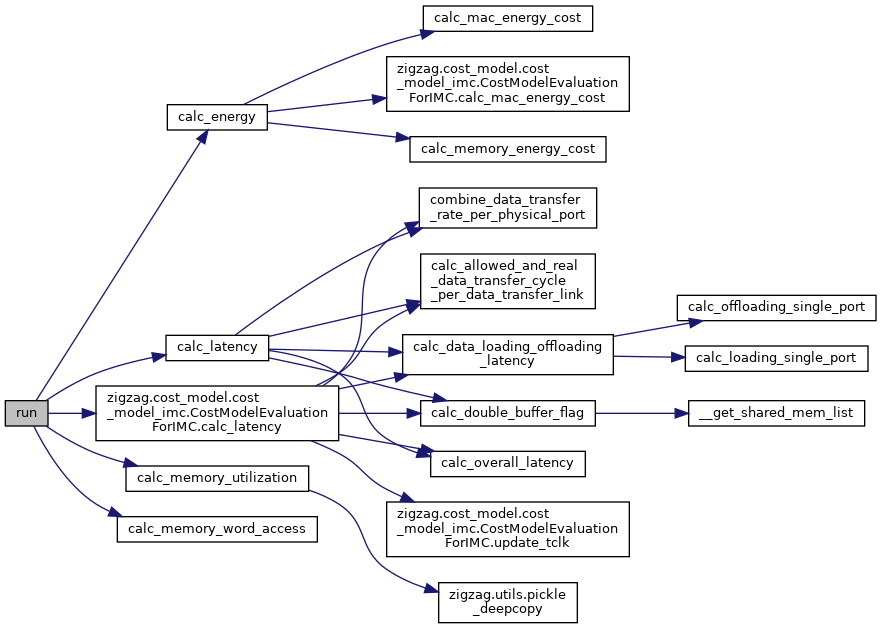 run
calc_energy
calc_mac_energy_cost
zigzag.cost_model.cost
_model_imc.CostModelEvaluation
ForIMC.calc_mac_energy_cost
calc_memory_energy_cost
calc_latency
combine_data_transfer
_rate_per_physical_port
calc_allowed_and_real
_data_transfer_cycle
_per_data_transfer_link
calc_data_loading_offloading
_latency
calc_offloading_single_port
calc_loading_single_port
calc_double_buffer_flag
__get_shared_mem_list
calc_overall_latency
zigzag.cost_model.cost
_model_imc.CostModelEvaluation
ForIMC.calc_latency
zigzag.cost_model.cost
_model_imc.CostModelEvaluation
ForIMC.update_tclk
calc_memory_utilization
zigzag.utils.pickle
_deepcopy
calc_memory_word_access